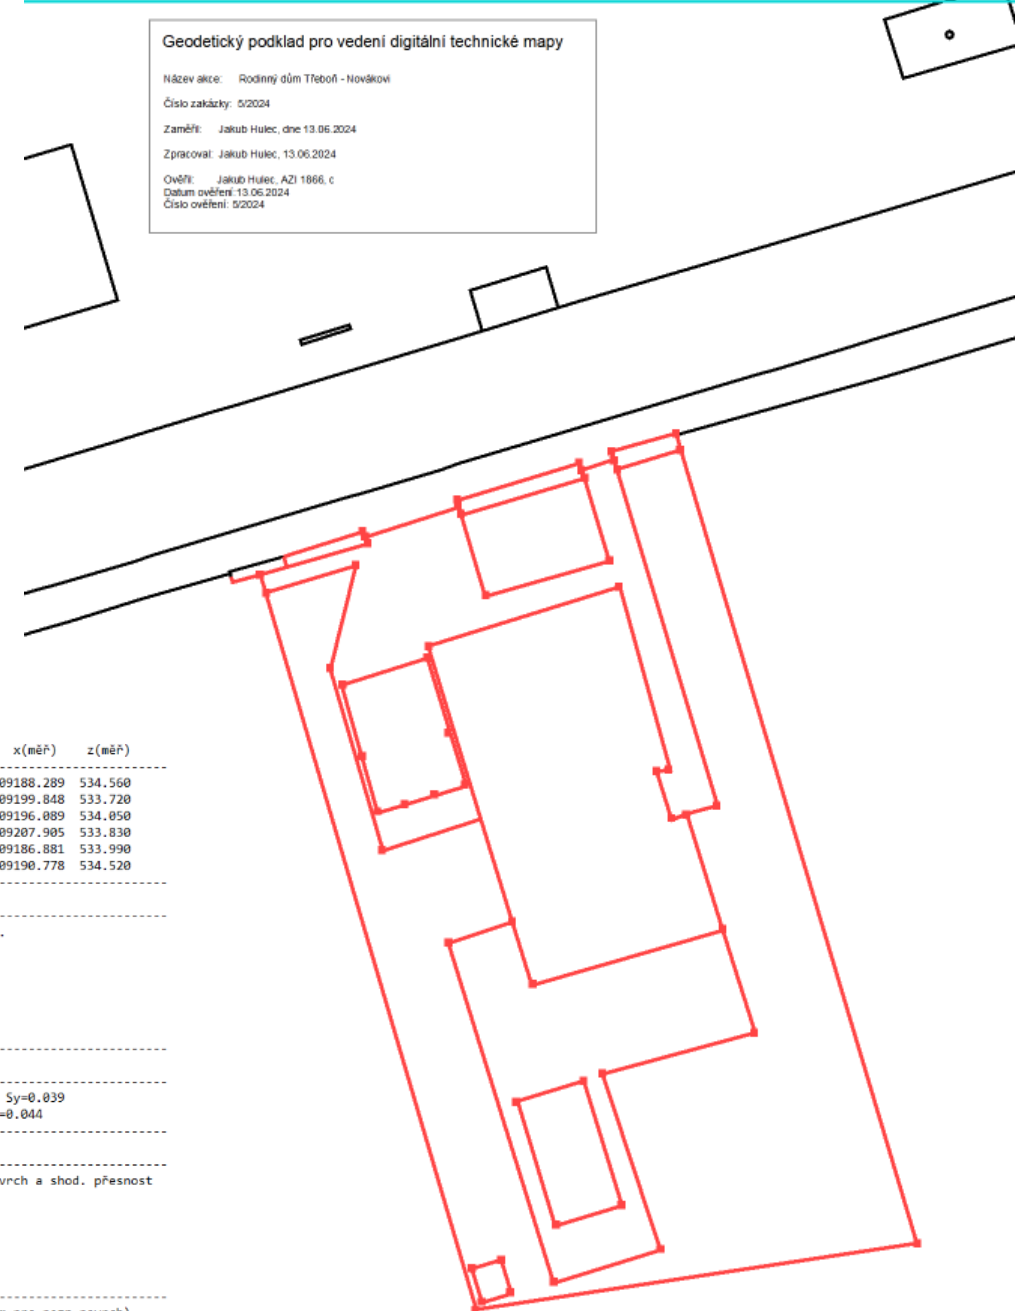 Geodetický podklad pro vedení digitální technické mapy
Název akce: Rodinný dům Třeboň - Novákovi
Číslo zakázky: 5/2024
Zaměřil: Jakub Hulec, dne 13.06.2024
Zpracoval: Jakub Hulec, 13.06.2024
Ověřil: Jakub Hulec, AZI 1866, c
Datum ověření:13.06.2024
Číslo ověření: 5/2024
x(měř) z(měř)
09188.289 534.560
09199.848 533.720
09196.089 534.050
09207.905 533.830
09186.881 533.990
09190.778 534.520
.
Sy=0.039
=0.044
vrch a shod. přesnost